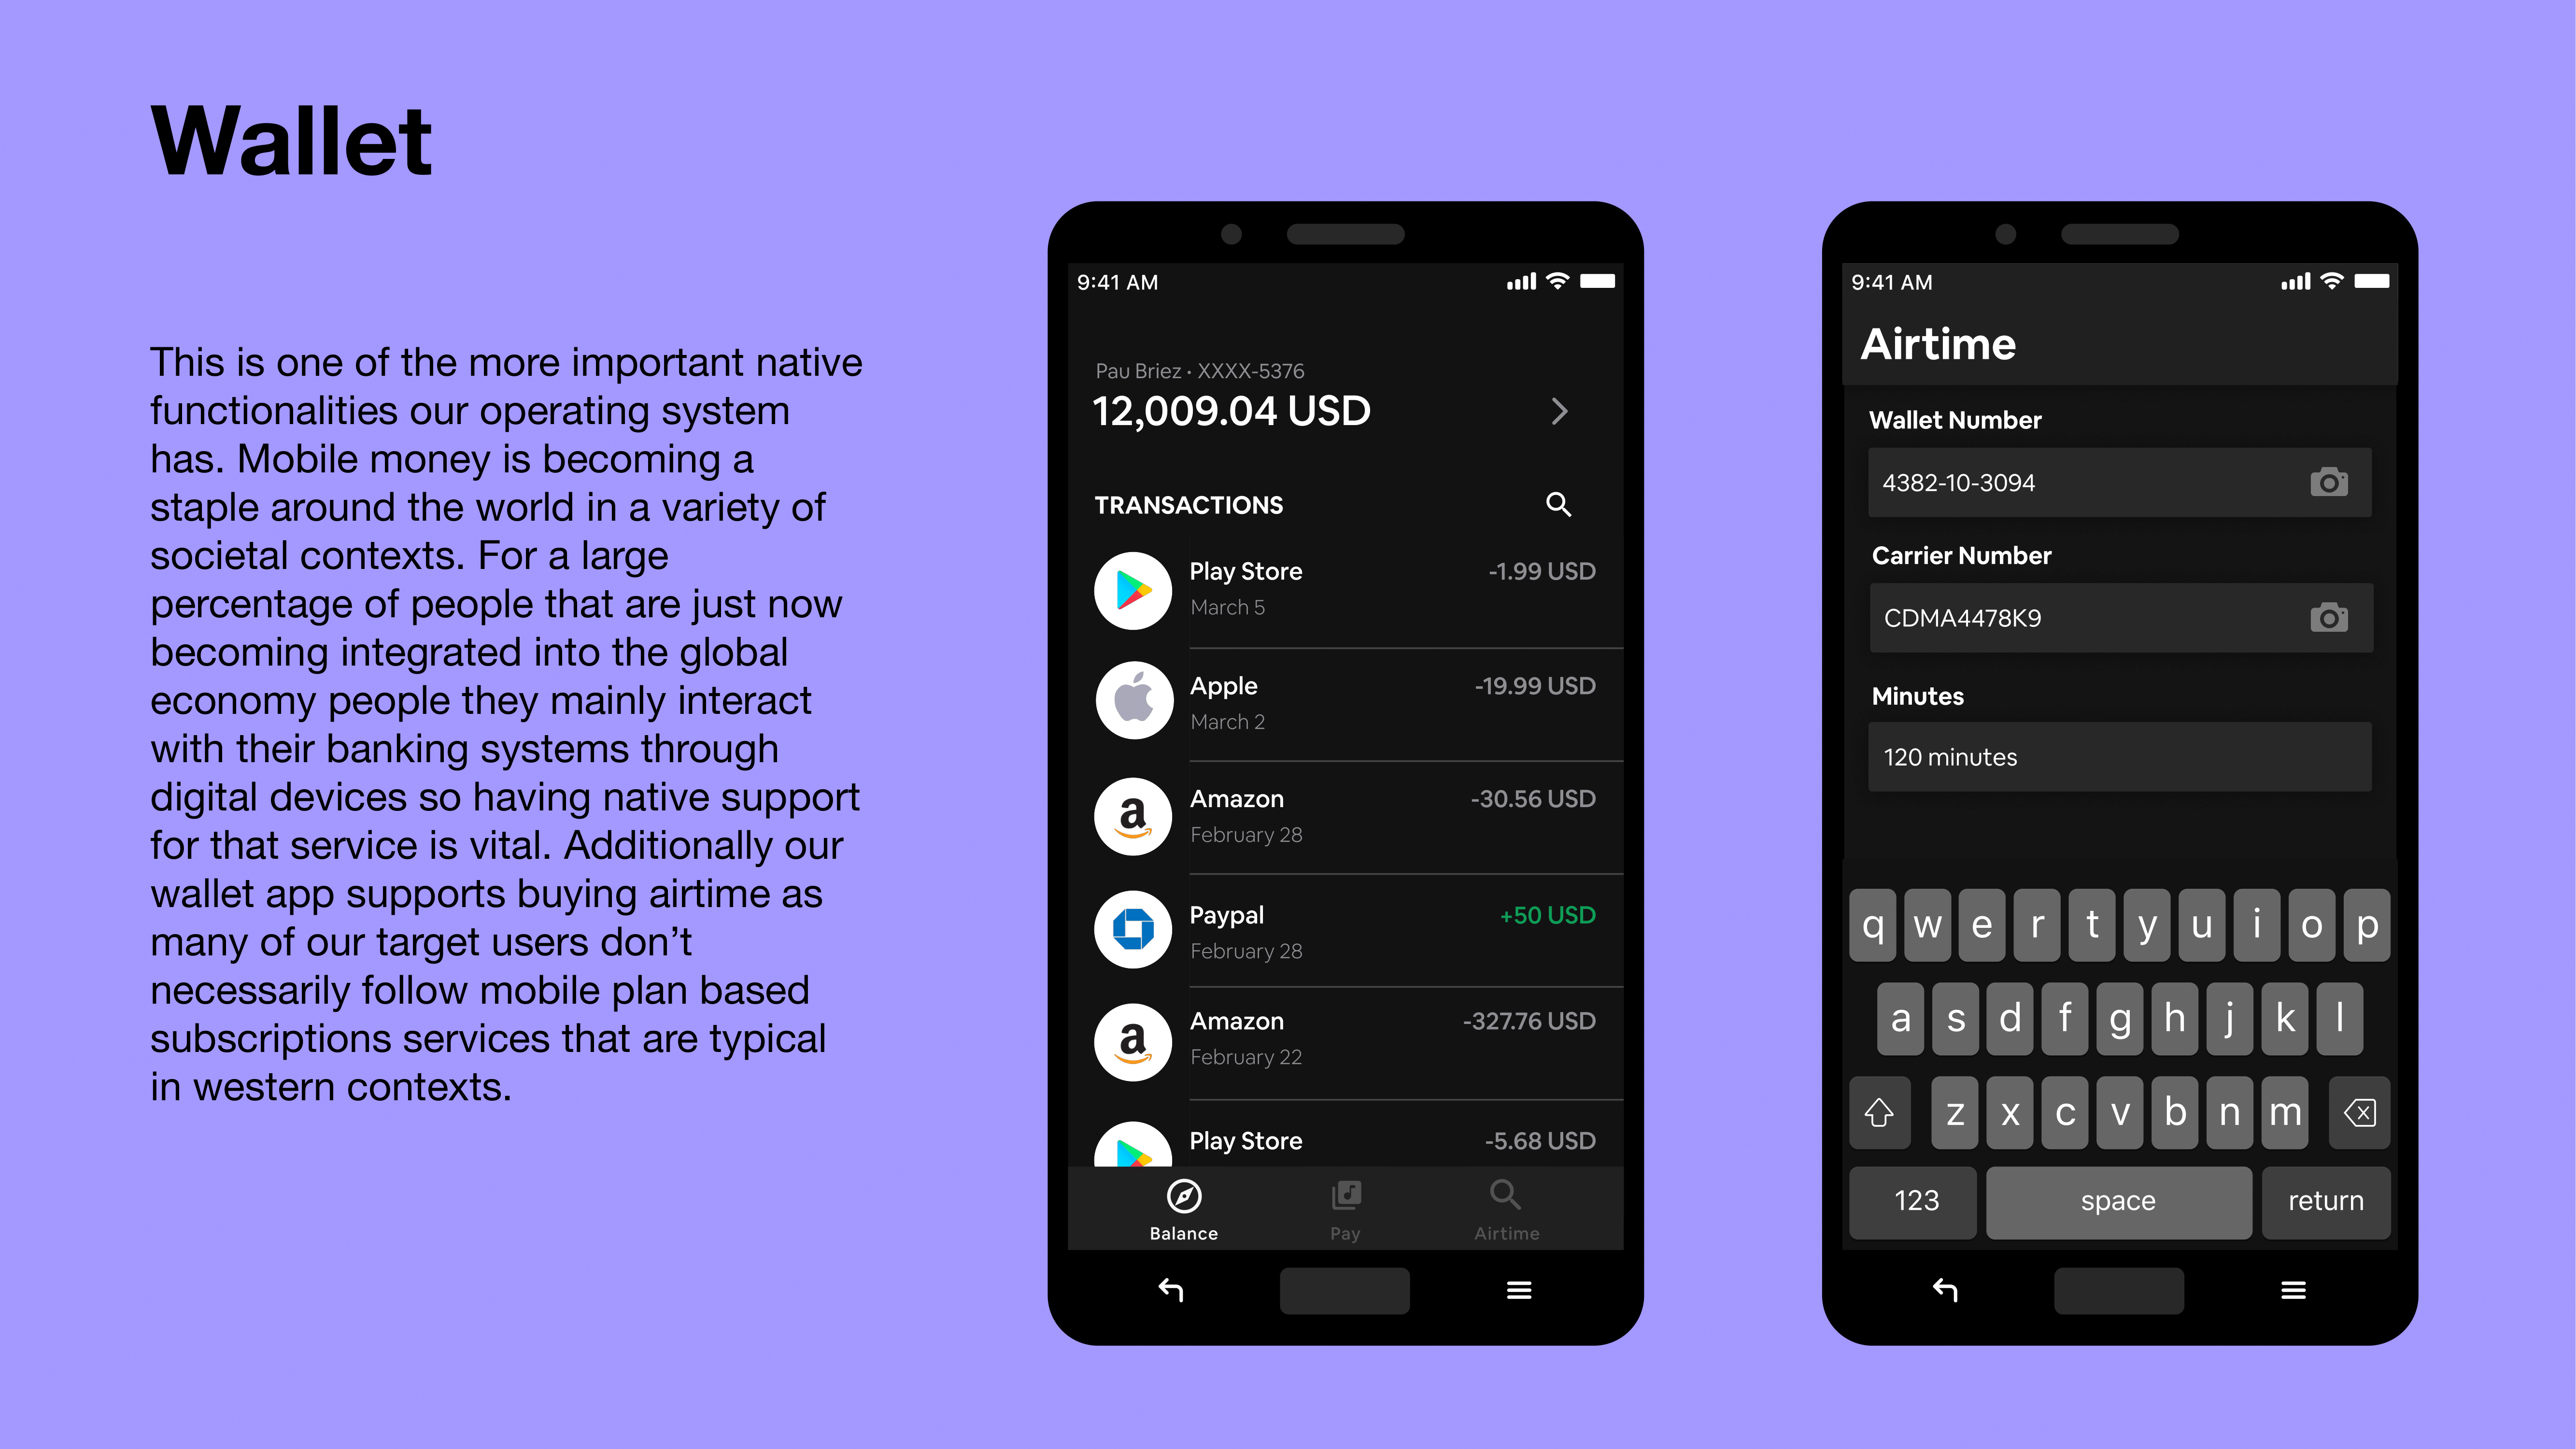 Wallet
This is one of the more important native
functionalities our operating system
has. Mobile money is becoming a
staple around the world in a variety of
societal contexts. For a large
percentage of people that are just now
becoming integrated into the global
economy people they mainly interact
with their banking systems through
digital devices so having native support
for that service is vital. Additionally our
wallet app supports buying airtime as
many of our target users don’t
necessarily follow mobile plan based
subscriptions services that are typical
in western contexts.
9:41 AM
Pau Briez • XXXX-5376
12,009.04 USD
TRANSACTIONS
Play Store -1.99 USD
March 5
Apple -19.99 USD
March 2
a
Amazon -30.56 USD
February 28
Paypal +50 USD
February 28
a
Amazon -327.76 USD
February 22
Play Store -5.68 USD
Balance Pay Airtime
9:41 AM
Airtime
Wallet Number
4382-10-3094
Carrier Number
CDMA4478K9
Minutes
120 minutes
q w e r t y u i o p
a s d f g h j k l
z x c v b n m
123 space return